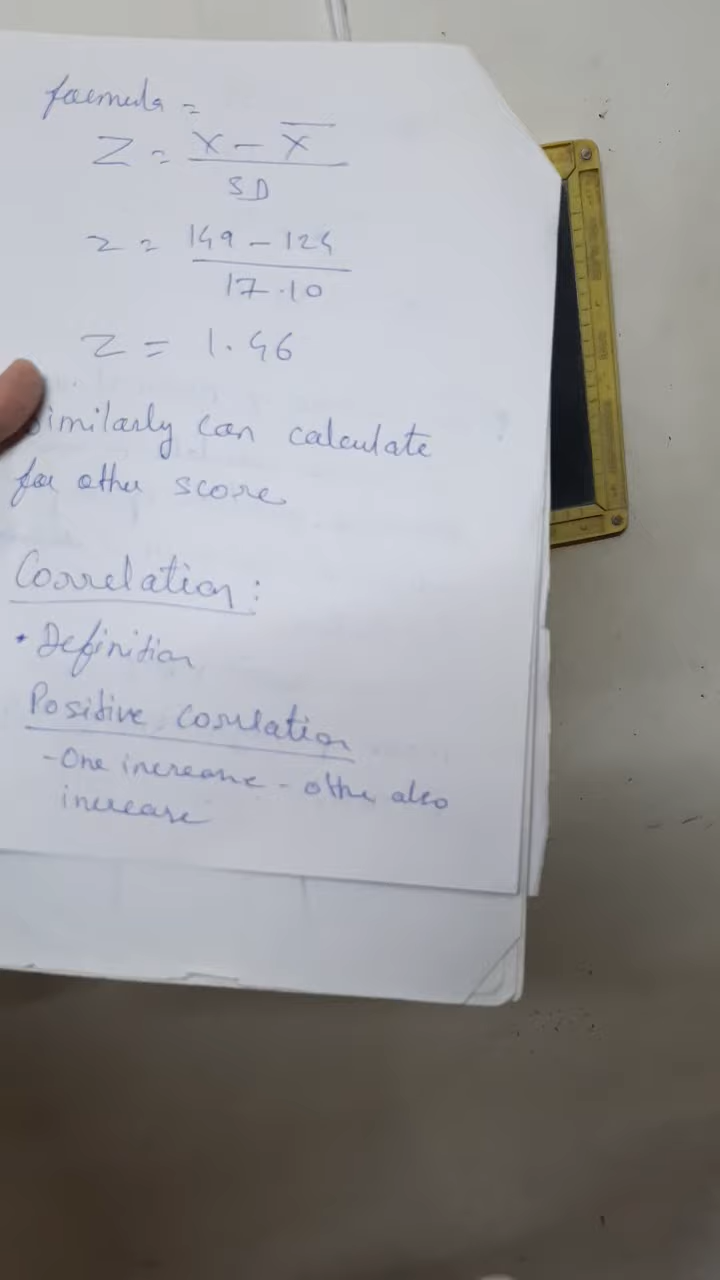 formula =
Z = X - X̅
SD
z = 149 - 124
17.10
Z = 1.46
Similarly can calculate
for other score
Correlation:
• Definition
Positive correlation
- One increase - other also
increase